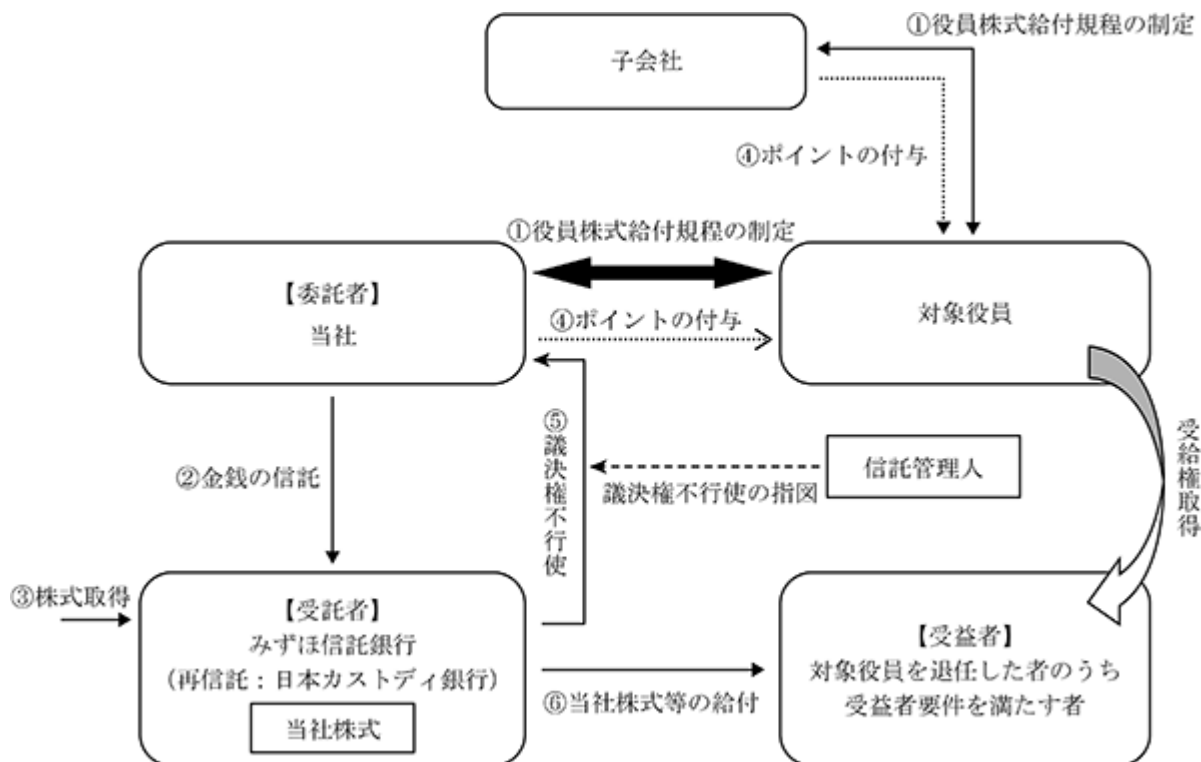 ①役員株式給付規程の制定
子会社
④ポイントの付与
①役員株式給付規程の制定
【委託者】
当社
④ポイントの付与
対象役員
②金銭の信託
⑤議決権不行使
議決権不行使の指図
信託管理人
受給権取得
③株式取得
【受託者】
みずほ信託銀行
(再信託:日本カストディ銀行)
当社株式
⑥当社株式等の給付
【受益者】
対象役員を退任した者のうち
受益者要件を満たす者